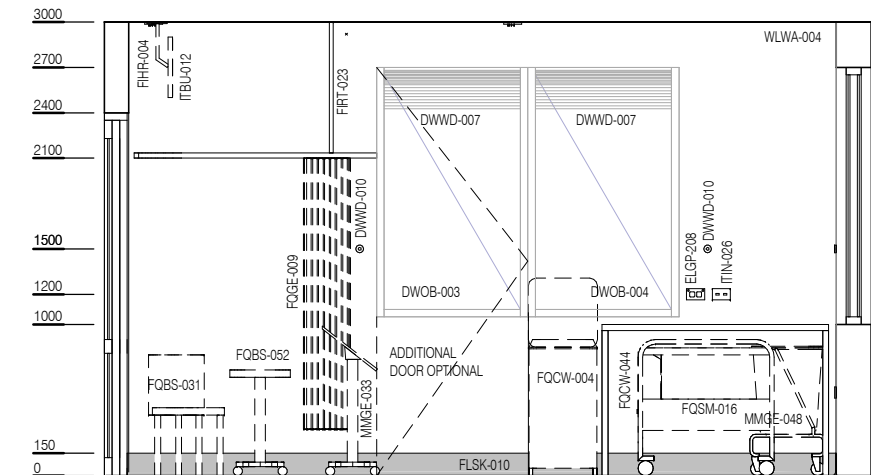 3000
WLWA-004
FIHR-004
ITBU-012
2700
FIRT-023
2400
DWWD-007
DWWD-007
2100
DWWD-010
DWWD-010
1500
ELGP-208
ITIN-026
FQGE-009
DWOB-003
DWOB-004
1200
1000
ADDITIONAL
DOOR OPTIONAL
FQBS-052
FQBS-031
FQCW-004
FQCW-044
MMGE-033
FQSM-016
MMGE-048
150
FLSK-010
0